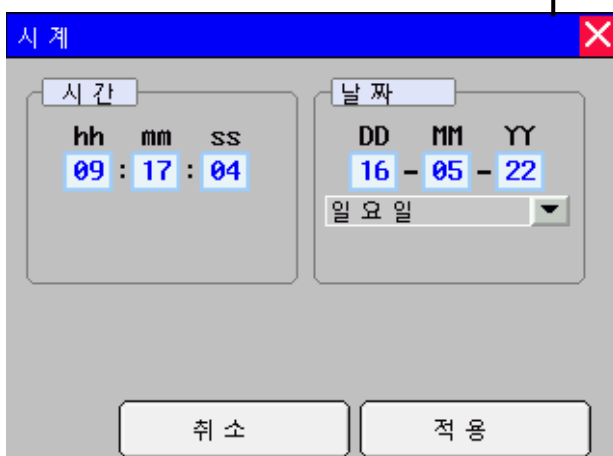 시계
시간
hh mm ss
09 : 17 : 04
날짜
DD MM YY
16 - 05 - 22
일요일
취소 적용